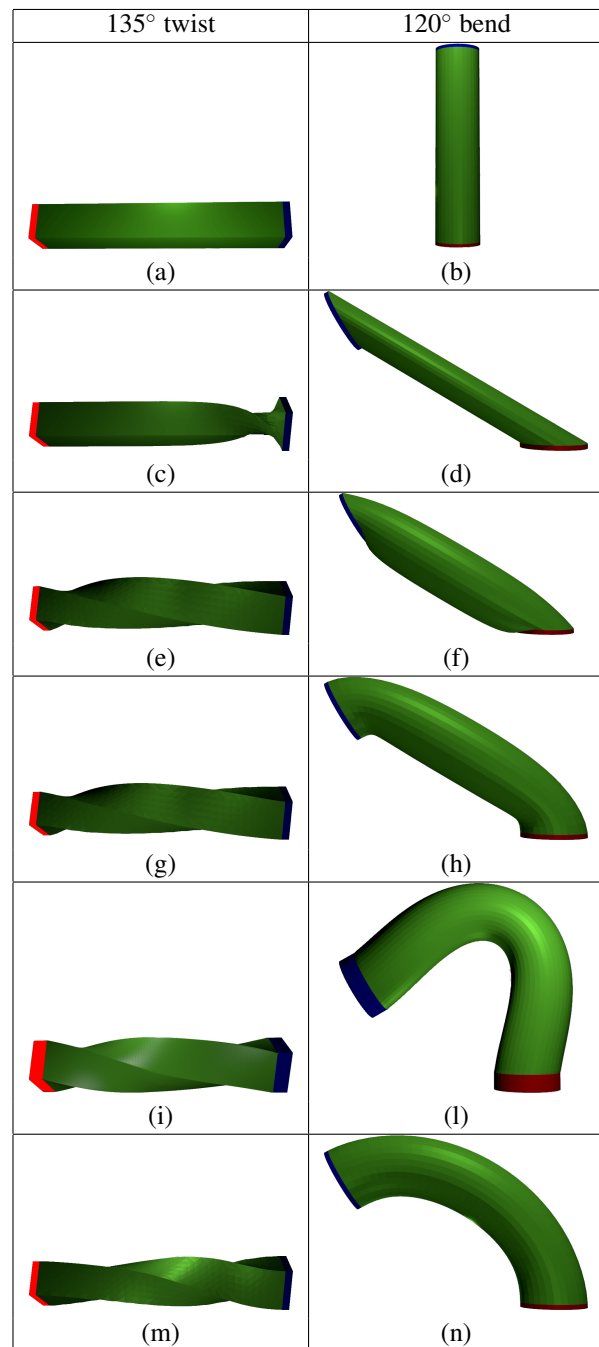 135° twist 120° bend
(a) (b)
(c) (d)
(e) (f)
(g) (h)
(i) (l)
(m) (n)